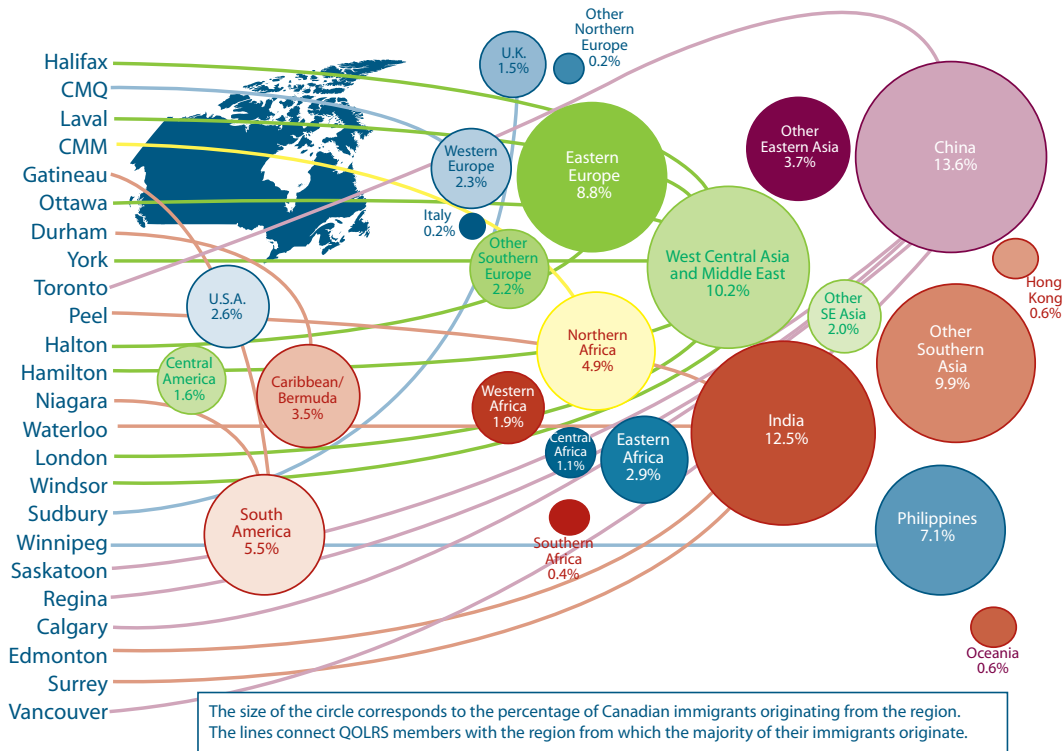 Halifax
CMQ
Laval
CMM
Gatineau
Ottawa
Durham
York
Toronto
Peel
Halton
Hamilton
Niagara
Waterloo
London
Windsor
Sudbury
Winnipeg
Saskatoon
Regina
Calgary
Edmonton
Surrey
Vancouver
U.K.
1.5%
Other
Northern
Europe
0.2%
Western
Europe
2.3%
Italy
0.2%
Other
Southern
Europe
2.2%
Eastern
Europe
8.8%
Other
Eastern Asia
3.7%
China
13.6%
West Central Asia
and Middle East
10.2%
Hong
Kong
0.6%
Other
SE Asia
2.0%
Other
Southern
Asia
9.9%
U.S.A.
2.6%
Central
America
1.6%
Caribbean/
Bermuda
3.5%
Northern
Africa
4.9%
Western
Africa
1.9%
Central
Africa
1.1%
Eastern
Africa
2.9%
India
12.5%
South
America
5.5%
Southern
Africa
0.4%
Philippines
7.1%
Oceania
0.6%
The size of the circle corresponds to the percentage of Canadian immigrants originating from the region.
The lines connect QOLRS members with the region from which the majority of their immigrants originate.